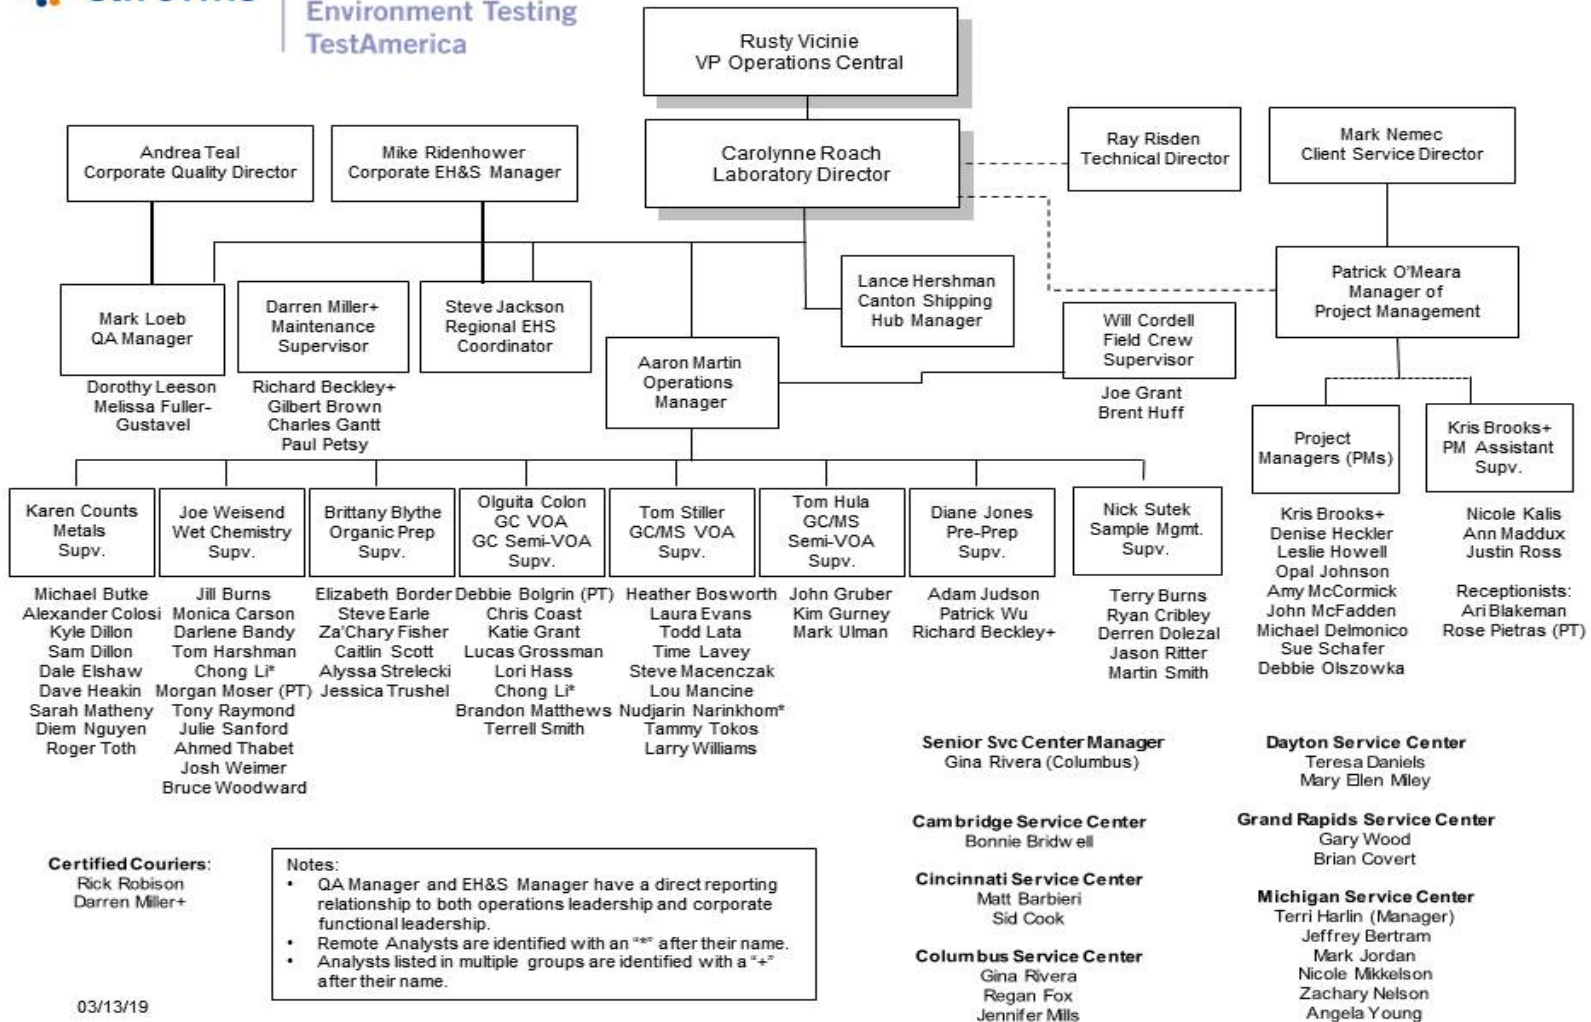 Environment Testing
TestAmerica
Rusty Vicinie
VP Operations Central
Andrea Teal
Corporate Quality Director
Mike Ridenhower
Corporate EH&S Manager
Carolynne Roach
Laboratory Director
Ray Risden
Technical Director
Mark Nemec
Client Service Director
Mark Loeb
QA Manager
Dorothy Leeson
Melissa Fuller-
Gustavel
Darren Miller+
Maintenance
Supervisor
Richard Beckley+
Gilbert Brown
Charles Gantt
Paul Petsy
Steve Jackson
Regional EHS
Coordinator
Aaron Martin
Operations
Manager
Lance Hershman
Canton Shipping
Hub Manager
Will Cordell
Field Crew
Supervisor
Joe Grant
Brent Huff
Patrick O'Meara
Manager of
Project Management
Project
Managers (PMs)
Kris Brooks+
Denise Heckler
Leslie Howell
Opal Johnson
Amy McCormick
John McFadden
Michael Delmonico
Sue Schafer
Debbie Olszowka
Kris Brooks+
PM Assistant
Supv.
Nicole Kalis
Ann Maddux
Justin Ross
Receptionists:
Ari Blakeman
Rose Pietras (PT)
Karen Counts
Metals
Supv.
Michael Butke
Alexander Colosi
Kyle Dillon
Sam Dillon
Dale Elshaw
Dave Heakin
Sarah Matheny
Diem Nguyen
Roger Toth
Joe Weisend
Wet Chemistry
Supv.
Jill Burns
Monica Carson
Darlene Bandy
Tom Harshman
Chong Li*
Morgan Moser (PT)
Tony Raymond
Julie Sanford
Ahmed Thabet
Josh Weimer
Bruce Woodward
Brittany Blythe
Organic Prep
Supv.
Elizabeth Border
Steve Earle
Za'Chary Fisher
Caitlin Scott
Alyssa Strelecki
Jessica Trushel
Olguita Colon
GC VOA
GC Semi-VOA
Supv.
Debbie Bolgrin (PT)
Chris Coast
Katie Grant
Lucas Grossman
Lori Hass
Chong Li*
Brandon Matthews
Terrell Smith
Tom Stiller
GC/MS VOA
Supv.
Heather Bosworth
Laura Evans
Todd Lata
Time Lavey
Steve Macenczak
Lou Mancine
Nudjarin Narinkhom*
Tammy Tokos
Larry Williams
Tom Hula
GC/MS
Semi-VOA
Supv.
John Gruber
Kim Gurney
Mark Ulman
Diane Jones
Pre-Prep
Supv.
Adam Judson
Patrick Wu
Richard Beckley+
Nick Sutek
Sample Mgmt.
Supv.
Terry Burns
Ryan Cribley
Derren Dolezal
Jason Ritter
Martin Smith
Senior Svc Center Manager
Gina Rivera (Columbus)
Cambridge Service Center
Bonnie Bridwell
Cincinnati Service Center
Matt Barbieri
Sid Cook
Columbus Service Center
Gina Rivera
Regan Fox
Jennifer Mills
Dayton Service Center
Teresa Daniels
Mary Ellen Miley
Grand Rapids Service Center
Gary Wood
Brian Covert
Michigan Service Center
Terri Harlin (Manager)
Jeffrey Bertram
Mark Jordan
Nicole Mikkelson
Zachary Nelson
Angela Young
Certified Couriers:
Rick Robison
Darren Miller+
Notes:
• QA Manager and EH&S Manager have a direct reporting
relationship to both operations leadership and corporate
functional leadership.
• Remote Analysts are identified with an "*" after their name.
• Analysts listed in multiple groups are identified with a "+"
after their name.
03/13/19